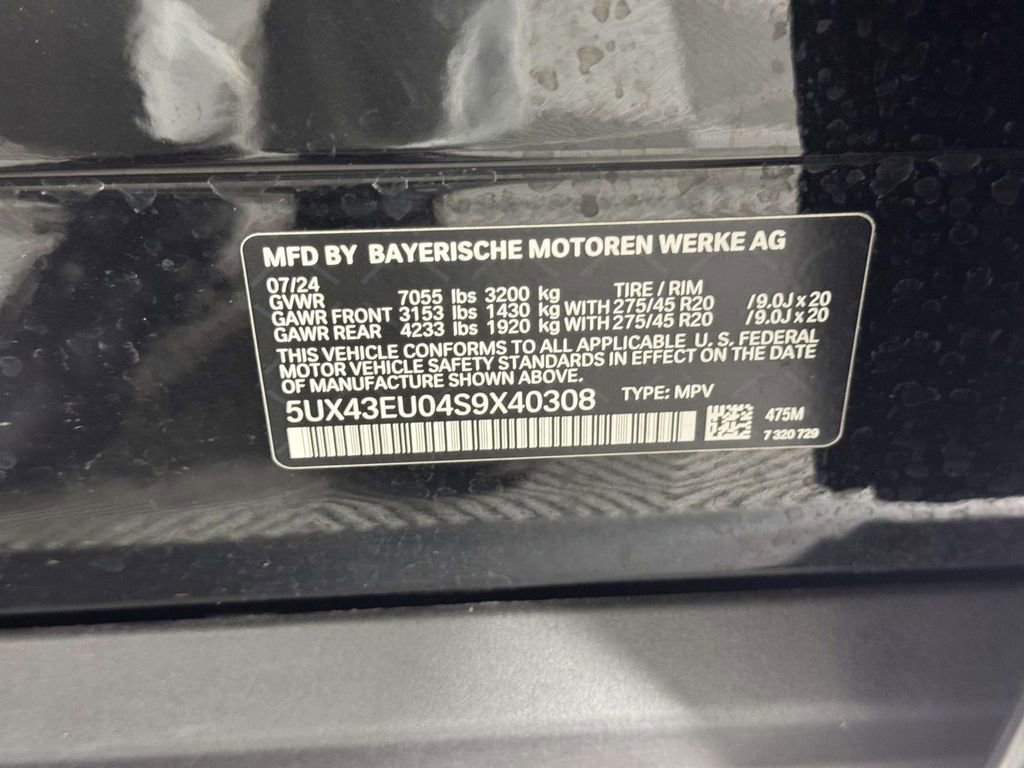 MFD BY BAYERISCHE MOTOREN WERKE AG
07/24 TIRE / RIM
GVWR 7055 lbs 3200 kg
GAWR FRONT 3153 lbs 1430 kg WITH 275/45 R20 / 9.0J x 20
GAWR REAR 4233 lbs 1920 kg WITH 275/45 R20 / 9.0J x 20
THIS VEHICLE CONFORMS TO ALL APPLICABLE U. S. FEDERAL
MOTOR VEHICLE SAFETY STANDARDS IN EFFECT ON THE DATE
OF MANUFACTURE SHOWN ABOVE.
5UX43EU04S9X40308 TYPE: MPV
475M
7 320 729